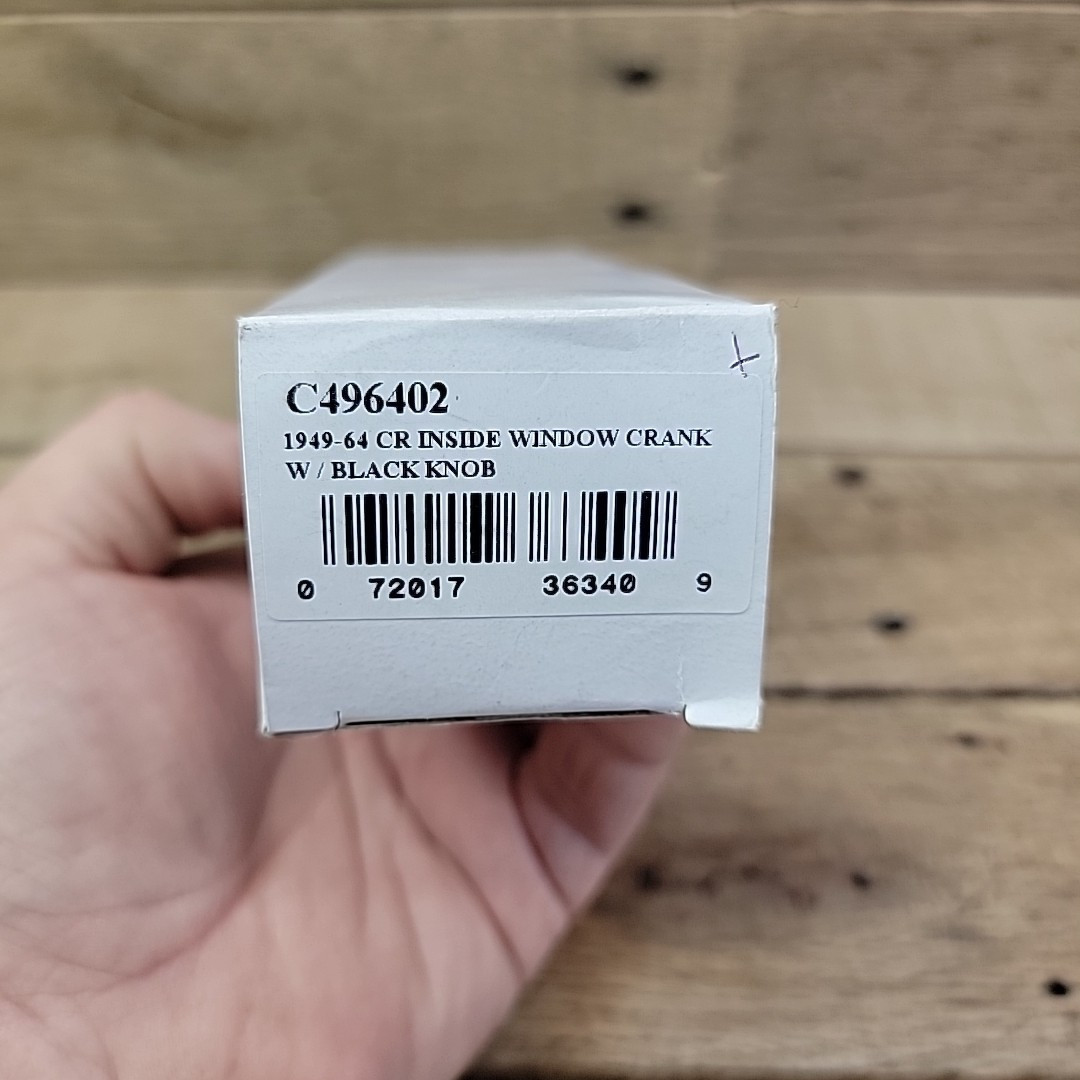 C496402
1949-64 CR INSIDE WINDOW CRANK
W / BLACK KNOB
0 72017 36340 9